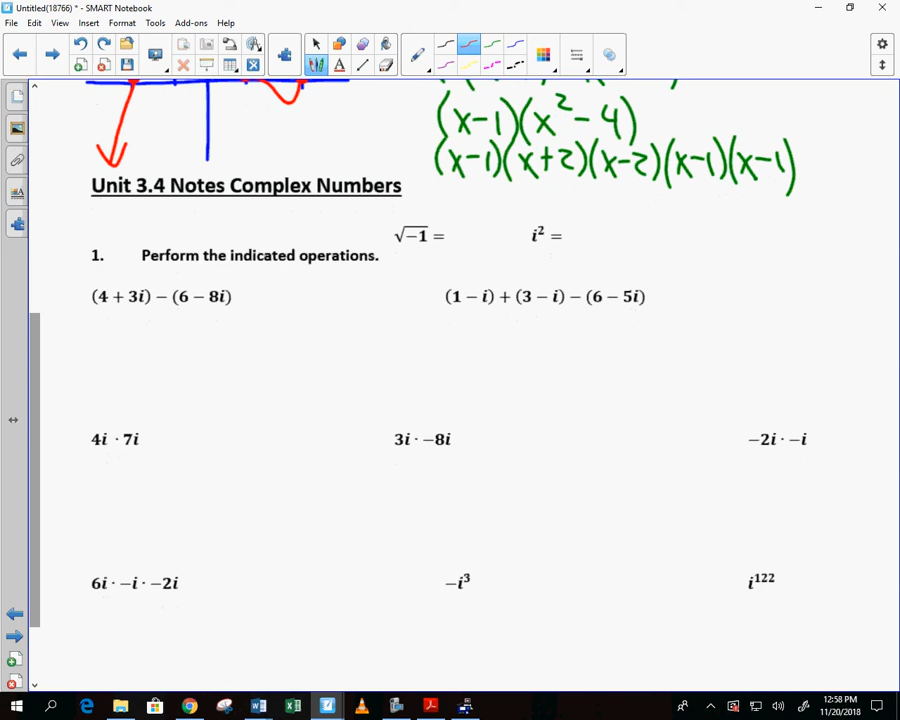 Untitled(18766) * - SMART Notebook
File Edit View Insert Format Tools Add-ons Help
(x-1)(x² - 4)
(x-1)(x+2)(x-2)(x-1)(x-1)
Unit 3.4 Notes Complex Numbers
√−1 = i² =
1. Perform the indicated operations.
(4 + 3i) − (6 − 8i) (1 − i) + (3 − i) − (6 − 5i)
4i · 7i 3i · −8i −2i · −i
6i · −i · −2i −i³ i¹²²
12:58 PM
11/20/2018